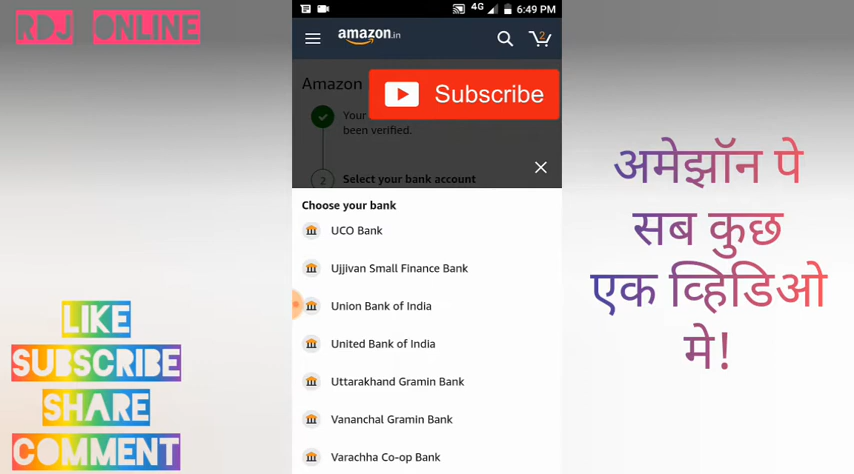 RDJ ONLINE
4G 6:49 PM
amazon.in
2
Amazon
Subscribe
Your
been verified.
2 Select your bank account
Choose your bank
UCO Bank
Ujjivan Small Finance Bank
Union Bank of India
United Bank of India
Uttarakhand Gramin Bank
Vananchal Gramin Bank
Varachha Co-op Bank
LIKE
SUBSCRIBE
SHARE
COMMENT
अमेझॉन पे
सब कुछ
एक व्हिडिओ
मे!